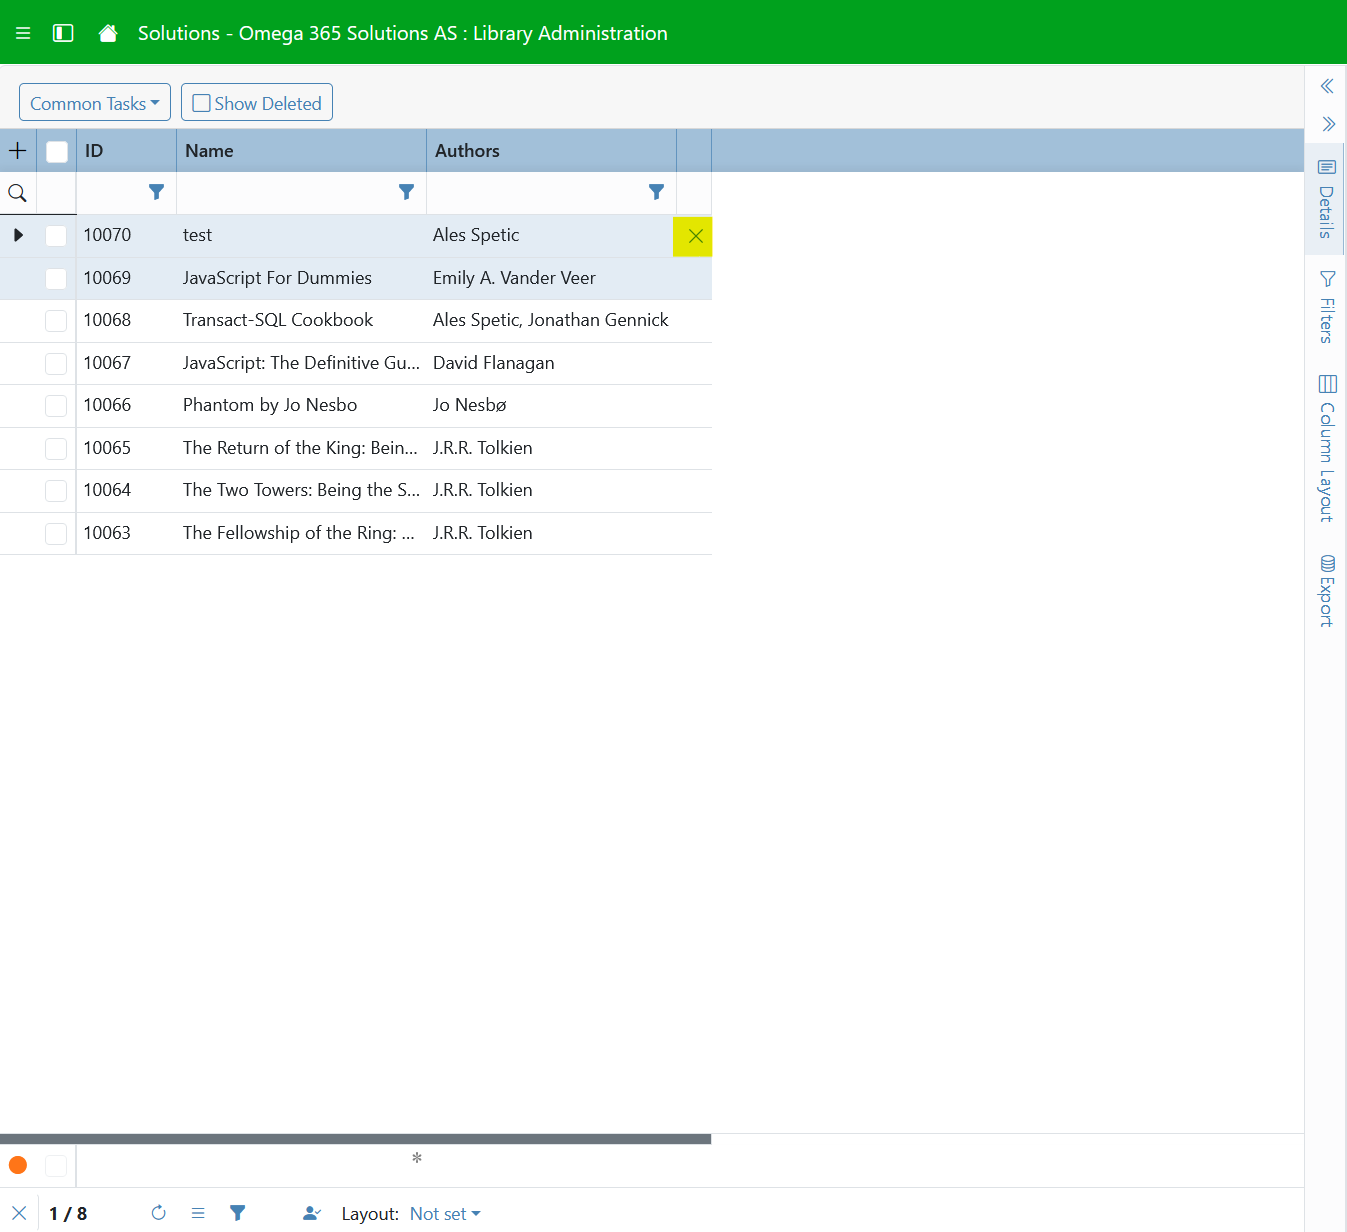 Solutions - Omega 365 Solutions AS : Library Administration
Common Tasks
Show Deleted
ID Name Authors
10070 test Ales Spetic
10069 JavaScript For Dummies Emily A. Vander Veer
10068 Transact-SQL Cookbook Ales Spetic, Jonathan Gennick
10067 JavaScript: The Definitive Gu... David Flanagan
10066 Phantom by Jo Nesbo Jo Nesbø
10065 The Return of the King: Bein... J.R.R. Tolkien
10064 The Two Towers: Being the S... J.R.R. Tolkien
10063 The Fellowship of the Ring: ... J.R.R. Tolkien
Details
Filters
Column Layout
Export
*
1 / 8 Layout: Not set